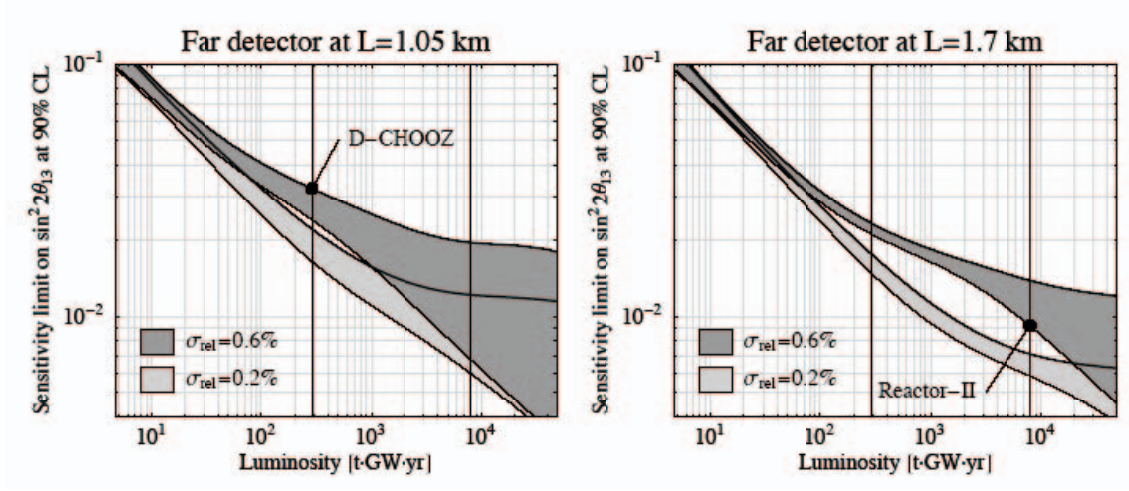 Far detector at L=1.05 km
Sensitivity limit on sin²2θ₁₃ at 90% CL
10⁻¹
10⁻²
D−CHOOZ
σrel=0.6%
σrel=0.2%
10¹ 10² 10³ 10⁴
Luminosity [t·GW·yr]
Far detector at L=1.7 km
Sensitivity limit on sin²2θ₁₃ at 90% CL
10⁻¹
10⁻²
σrel=0.6%
σrel=0.2%
Reactor−II
10¹ 10² 10³ 10⁴
Luminosity [t·GW·yr]